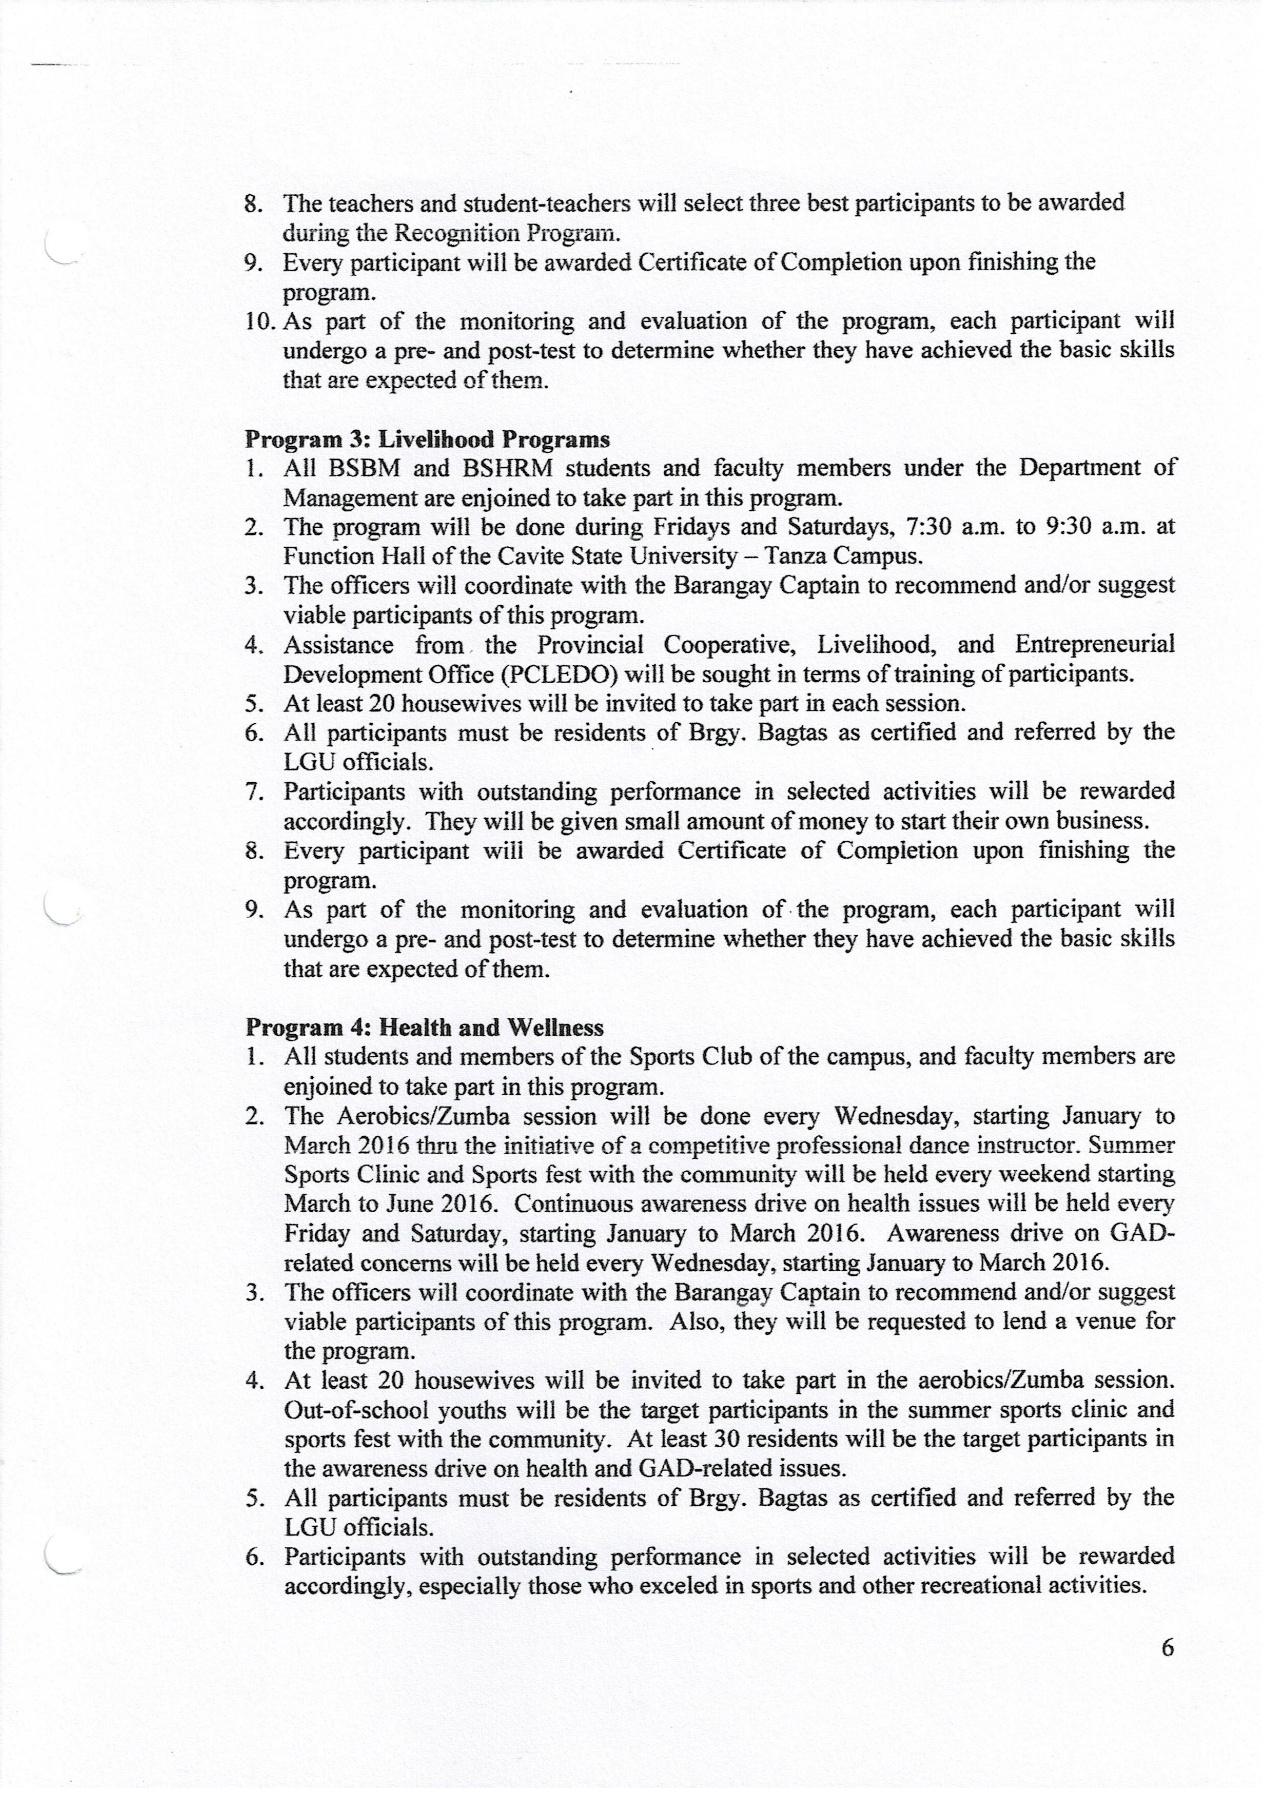 8. The teachers and student-teachers will select three best participants to be awarded
during the Recognition Program.
9. Every participant will be awarded Certificate of Completion upon finishing the
program.
10. As part of the monitoring and evaluation of the program, each participant will
undergo a pre- and post-test to determine whether they have achieved the basic skills
that are expected of them.
Program 3: Livelihood Programs
1. All BSBM and BSHRM students and faculty members under the Department of
Management are enjoined to take part in this program.
2. The program will be done during Fridays and Saturdays, 7:30 a.m. to 9:30 a.m. at
Function Hall of the Cavite State University – Tanza Campus.
3. The officers will coordinate with the Barangay Captain to recommend and/or suggest
viable participants of this program.
4. Assistance from the Provincial Cooperative, Livelihood, and Entrepreneurial
Development Office (PCLEDO) will be sought in terms of training of participants.
5. At least 20 housewives will be invited to take part in each session.
6. All participants must be residents of Brgy. Bagtas as certified and referred by the
LGU officials.
7. Participants with outstanding performance in selected activities will be rewarded
accordingly. They will be given small amount of money to start their own business.
8. Every participant will be awarded Certificate of Completion upon finishing the
program.
9. As part of the monitoring and evaluation of the program, each participant will
undergo a pre- and post-test to determine whether they have achieved the basic skills
that are expected of them.
Program 4: Health and Wellness
1. All students and members of the Sports Club of the campus, and faculty members are
enjoined to take part in this program.
2. The Aerobics/Zumba session will be done every Wednesday, starting January to
March 2016 thru the initiative of a competitive professional dance instructor. Summer
Sports Clinic and Sports fest with the community will be held every weekend starting
March to June 2016. Continuous awareness drive on health issues will be held every
Friday and Saturday, starting January to March 2016. Awareness drive on GAD-
related concerns will be held every Wednesday, starting January to March 2016.
3. The officers will coordinate with the Barangay Captain to recommend and/or suggest
viable participants of this program. Also, they will be requested to lend a venue for
the program.
4. At least 20 housewives will be invited to take part in the aerobics/Zumba session.
Out-of-school youths will be the target participants in the summer sports clinic and
sports fest with the community. At least 30 residents will be the target participants in
the awareness drive on health and GAD-related issues.
5. All participants must be residents of Brgy. Bagtas as certified and referred by the
LGU officials.
6. Participants with outstanding performance in selected activities will be rewarded
accordingly, especially those who exceled in sports and other recreational activities.
6